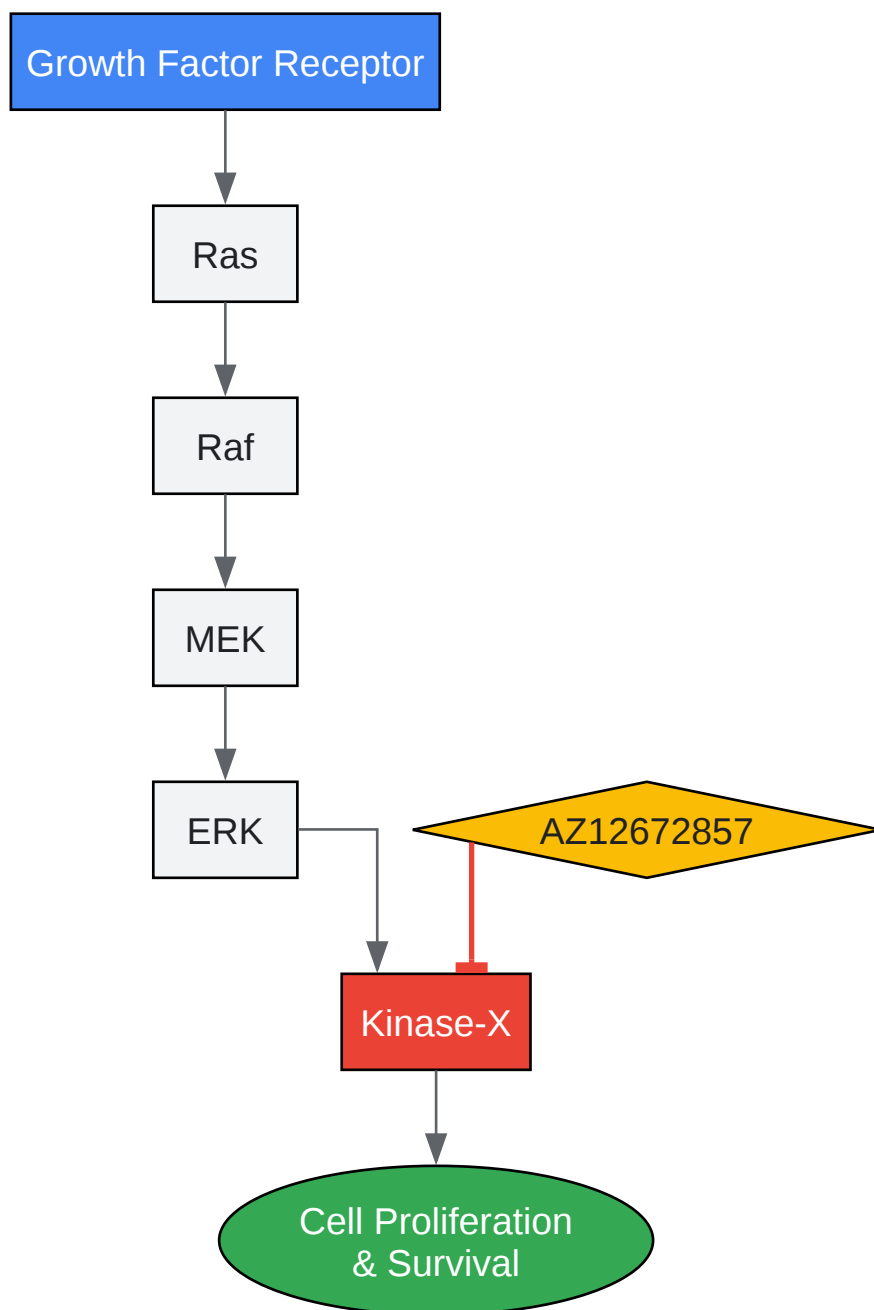 Growth Factor Receptor
Ras
Raf
MEK
ERK
AZ12672857
Kinase-X
Cell Proliferation
& Survival